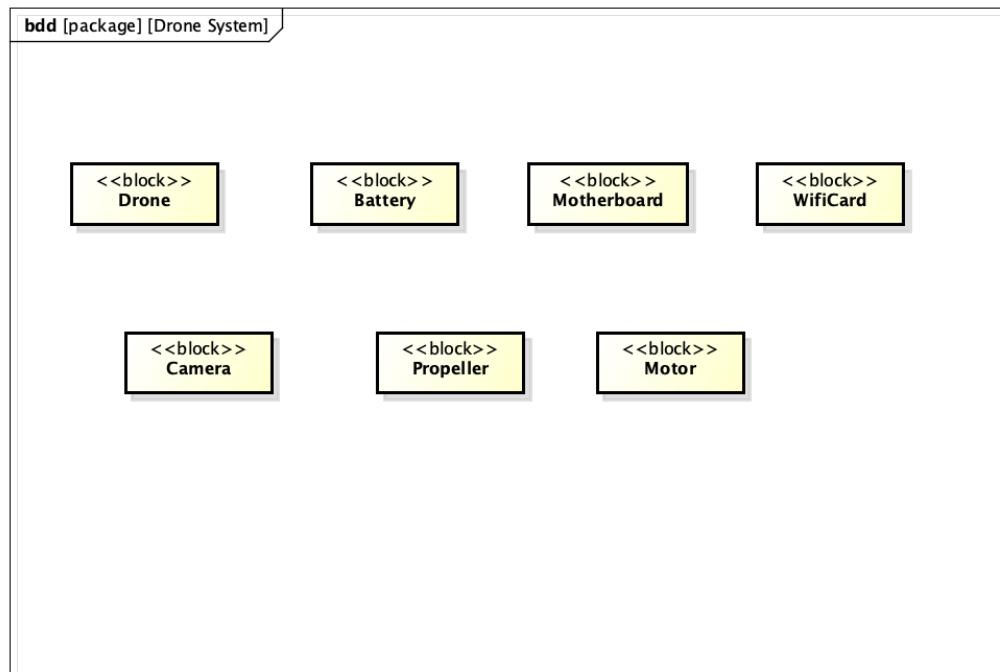 bdd [package] [Drone System]
<<block>>
Drone
<<block>>
Battery
<<block>>
Motherboard
<<block>>
WifiCard
<<block>>
Camera
<<block>>
Propeller
<<block>>
Motor